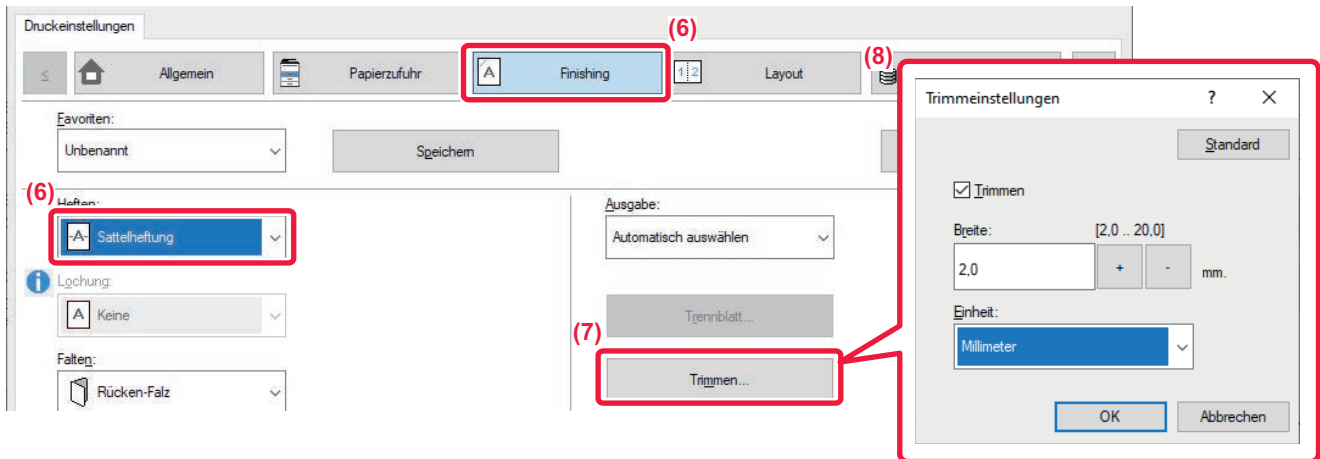 Druckeinstellungen
(6)
(8)
Allgemein
Papierzufuhr
A
Finishing
1 2
Layout
Favoriten:
Unbenannt
Speichern
(6)
Heften:
-A- Sattelheftung
Ausgabe:
Automatisch auswählen
Lochung:
A Keine
Trennblatt...
(7)
Falten:
Rücken-Falz
Trimmen...
Trimmeinstellungen
?
Standard
Trimmen
Breite:
[2,0 .. 20,0]
2,0
+
-
mm.
Einheit:
Millimeter
OK
Abbrechen